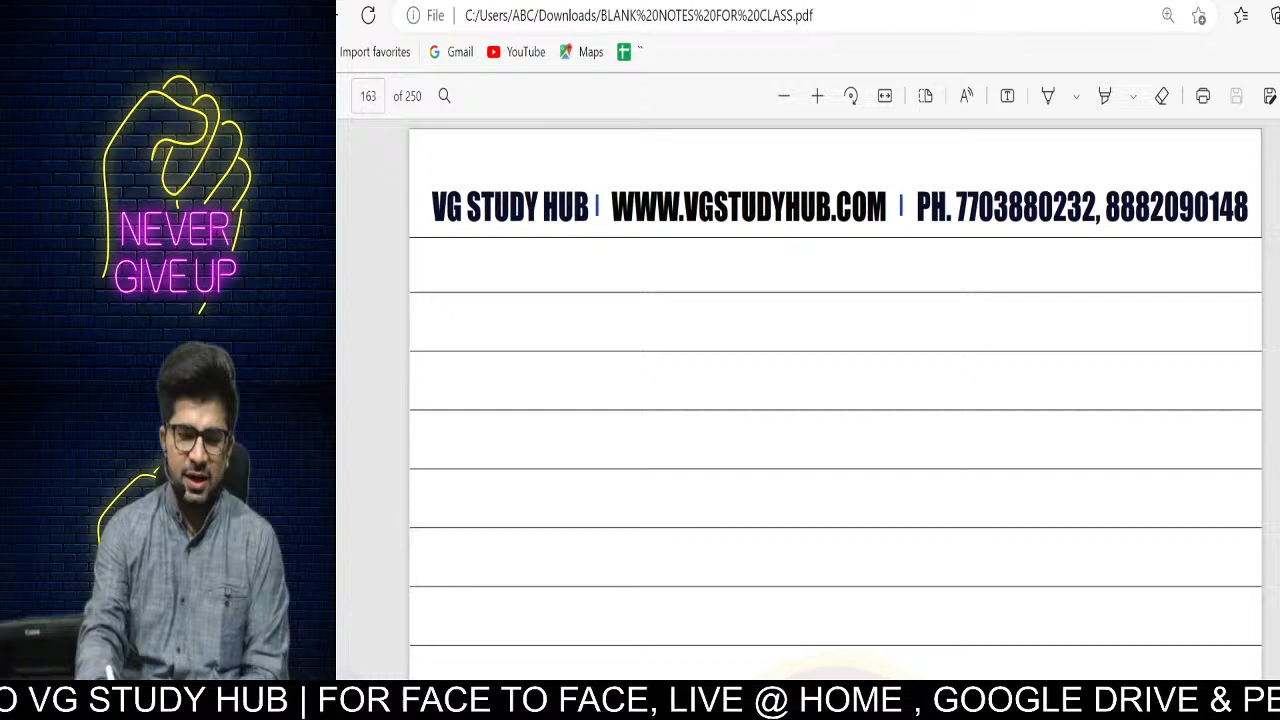 File C:/Users/ABC/Downloads/BLANK%20NOTES%20FOR%20CLASS.pdf
Import favorites Gmail YouTube Maps ``
163 of 250
VG STUDY HUB | WWW.VGSTUDYHUB.COM | PH. 7703880232, 8882090148
NEVER
GIVE UP
Canon
O VG STUDY HUB | FOR FACE TO FACE, LIVE @ HOME , GOOGLE DRIVE & PE